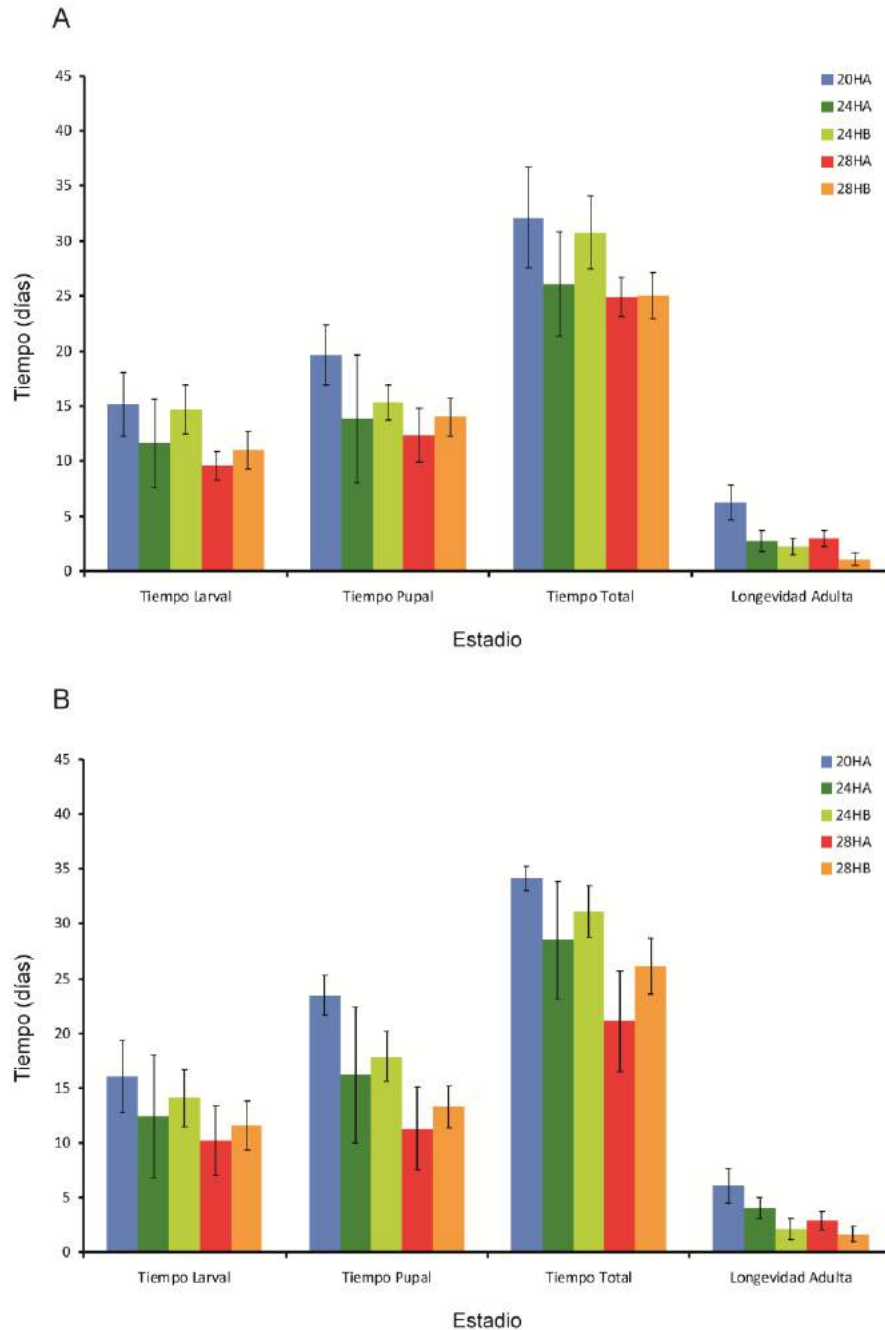 A
45
40
35
30
25
20
15
10
5
0
Tiempo (días)
20HA
24HA
24HB
28HA
28HB
Tiempo Larval
Tiempo Pupal
Tiempo Total
Longevidad Adulta
Estadio
B
45
40
35
30
25
20
15
10
5
0
Tiempo (días)
20HA
24HA
24HB
28HA
28HB
Tiempo Larval
Tiempo Pupal
Tiempo Total
Longevidad Adulta
Estadio